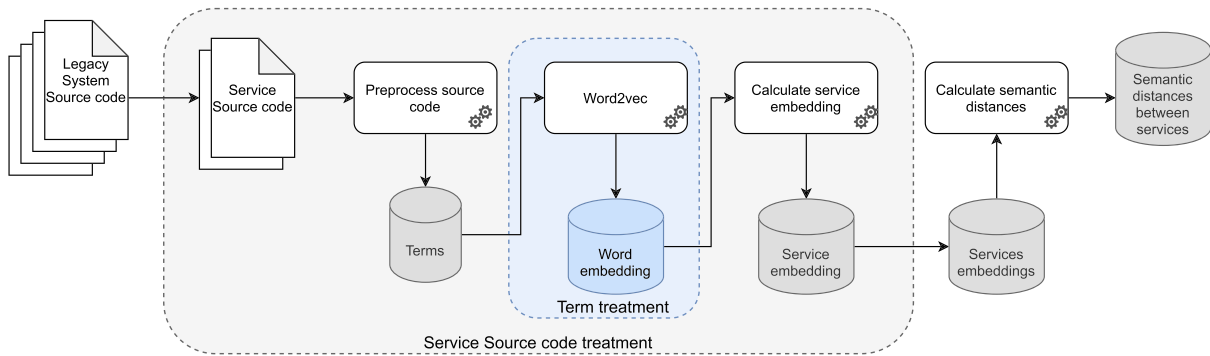 Legacy
System
Source code
Service
Source code
Preprocess source
code
Word2vec
Calculate service
embedding
Calculate semantic
distances
Semantic
distances
between
services
Terms
Word
embedding
Service
embedding
Services
embeddings
Term treatment
Service Source code treatment